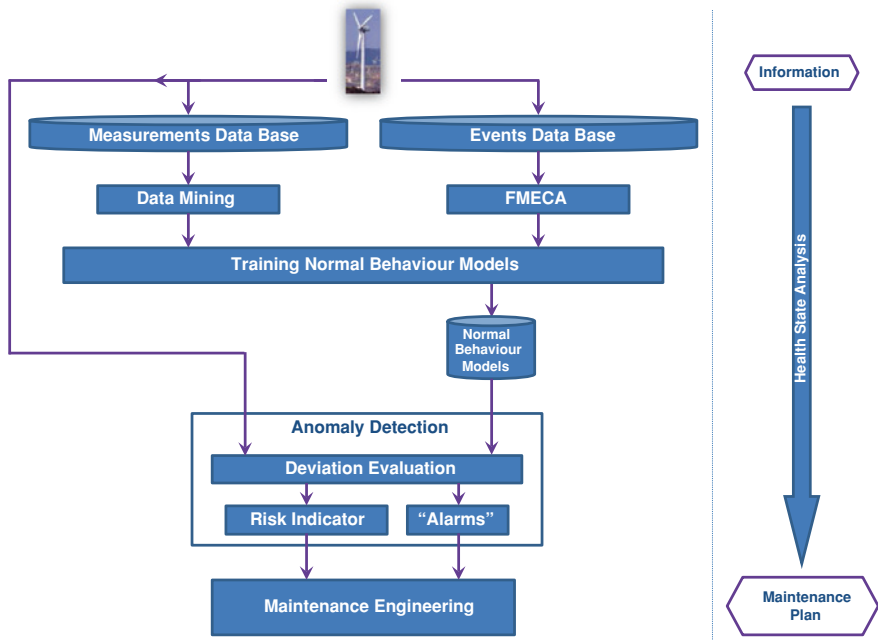 Information
Measurements Data Base
Events Data Base
Data Mining
FMECA
Training Normal Behaviour Models
Normal
Behaviour
Models
Health State Analysis
Anomaly Detection
Deviation Evaluation
Risk Indicator
“Alarms”
Maintenance Engineering
Maintenance
Plan